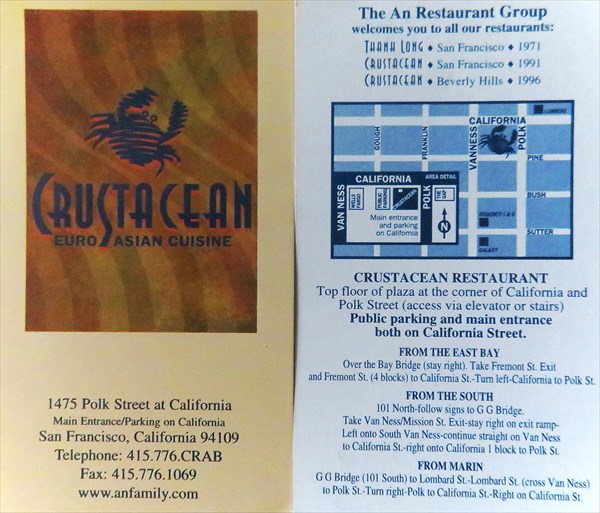 CRUSTACEAN
EURO ASIAN CUISINE
1475 Polk Street at California
Main Entrance/Parking on California
San Francisco, California 94109
Telephone: 415.776.CRAB
Fax: 415.776.1069
www.anfamily.com
The An Restaurant Group
welcomes you to all our restaurants:
THANH LONG ♦ San Francisco ♦ 1971
CRUSTACEAN ♦ San Francisco ♦ 1991
CRUSTACEAN ♦ Beverly Hills ♦ 1996
GOUGH
FRANKLIN
VANNESS
CALIFORNIA
POLK
PINE
BUSH
SUTTER
REGENCY I & II
GALAXY
CALIFORNIA
AREA DETAIL
VAN NESS
WELLS FARGO
PUBLIC PARKING
CRUSTACEAN
POLK
THE GAP
Main entrance
and parking
on California
N
CRUSTACEAN RESTAURANT
Top floor of plaza at the corner of California and
Polk Street (access via elevator or stairs)
Public parking and main entrance
both on California Street.
FROM THE EAST BAY
Over the Bay Bridge (stay right). Take Fremont St. Exit
and Fremont St. (4 blocks) to California St.-Turn left-California to Polk St.
FROM THE SOUTH
101 North-follow signs to G G Bridge.
Take Van Ness/Mission St. Exit-stay right on exit ramp-
Left onto South Van Ness-continue straight on Van Ness
to California St.-right onto California 1 block to Polk St.
FROM MARIN
G G Bridge (101 South) to Lombard St.-Lombard St. (cross Van Ness)
to Polk St.-Turn right-Polk to California St.-Right on California St.